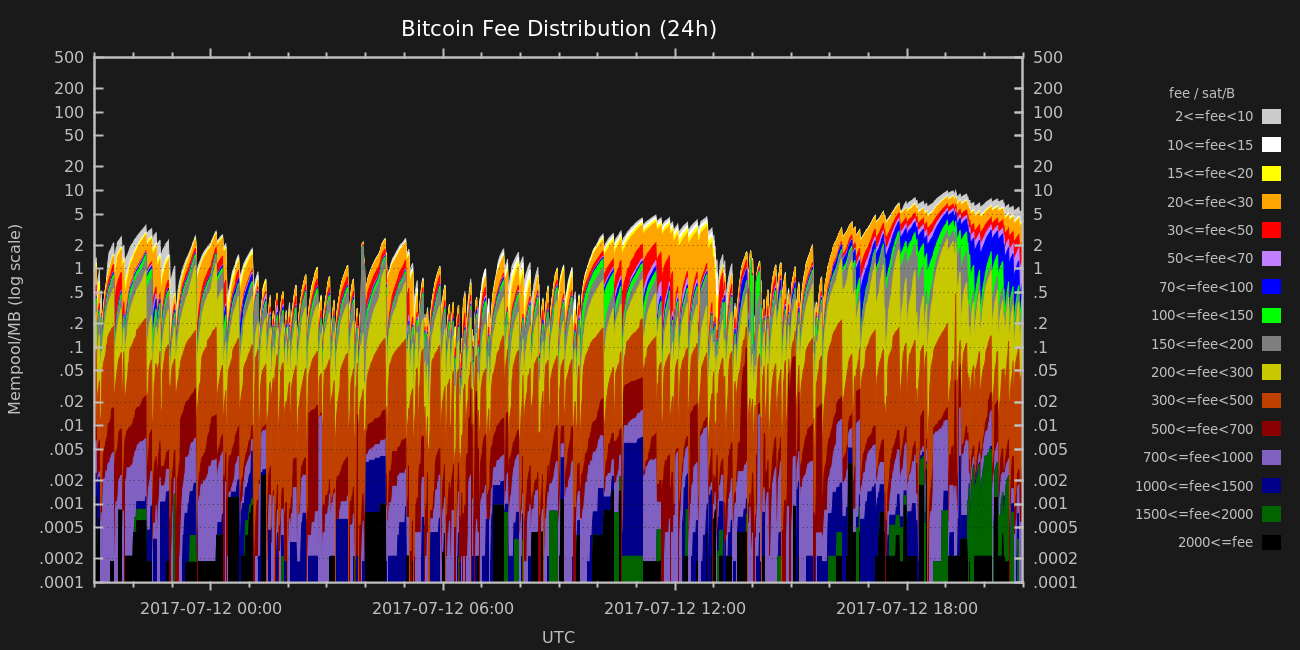 Bitcoin Fee Distribution (24h)
Mempool/MB (log scale)
500
200
100
50
20
10
5
2
1
.5
.2
.1
.05
.02
.01
.005
.002
.001
.0005
.0002
.0001
500
200
100
50
20
10
5
2
1
.5
.2
.1
.05
.02
.01
.005
.002
.001
.0005
.0002
.0001
2017-07-12 00:00
2017-07-12 06:00
2017-07-12 12:00
2017-07-12 18:00
UTC
fee / sat/B
2<=fee<10
10<=fee<15
15<=fee<20
20<=fee<30
30<=fee<50
50<=fee<70
70<=fee<100
100<=fee<150
150<=fee<200
200<=fee<300
300<=fee<500
500<=fee<700
700<=fee<1000
1000<=fee<1500
1500<=fee<2000
2000<=fee